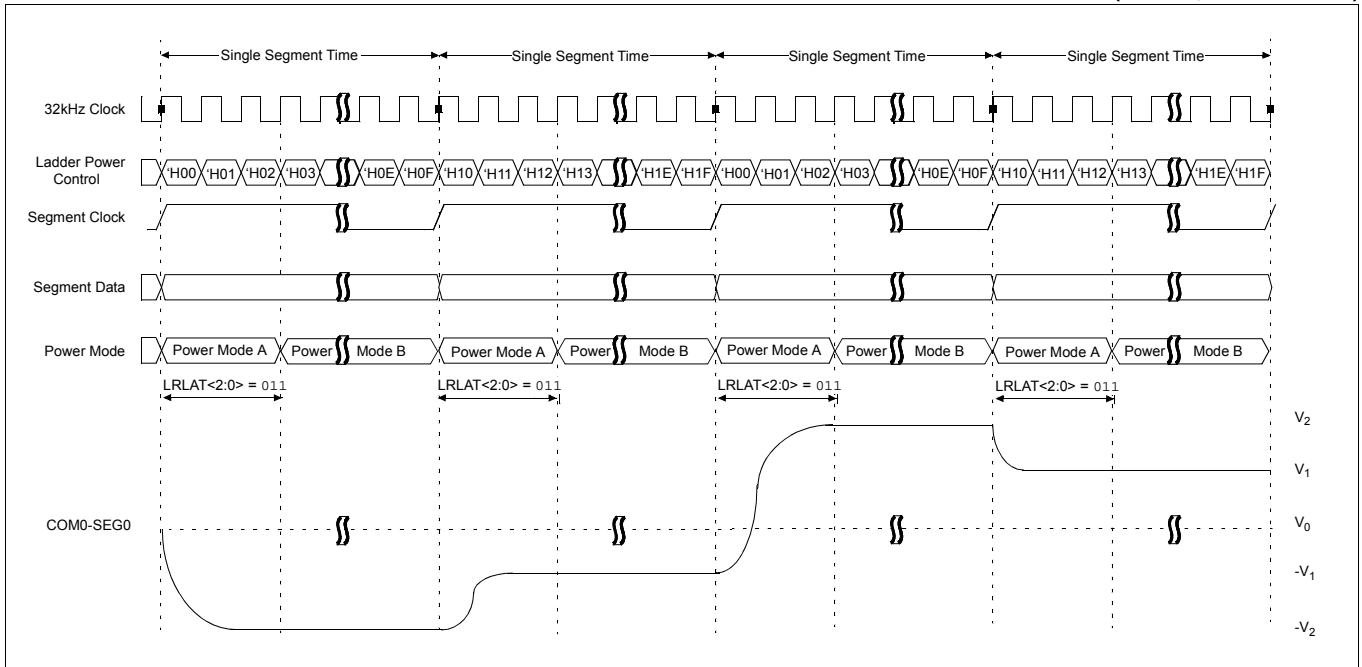 Single Segment Time Single Segment Time Single Segment Time Single Segment Time
32kHz Clock
Ladder Power
Control
'H00 'H01 'H02 'H03 'H0E 'H0F 'H10 'H11 'H12 'H13 'H1E 'H1F 'H00 'H01 'H02 'H03 'H0E 'H0F 'H10 'H11 'H12 'H13 'H1E 'H1F
Segment Clock
Segment Data
Power Mode Power Mode A Power Mode B Power Mode A Power Mode B Power Mode A Power Mode B Power Mode A Power Mode B
LRLAT<2:0> = 011 LRLAT<2:0> = 011 LRLAT<2:0> = 011 LRLAT<2:0> = 011
V2
V1
COM0-SEG0 V0
-V1
-V2